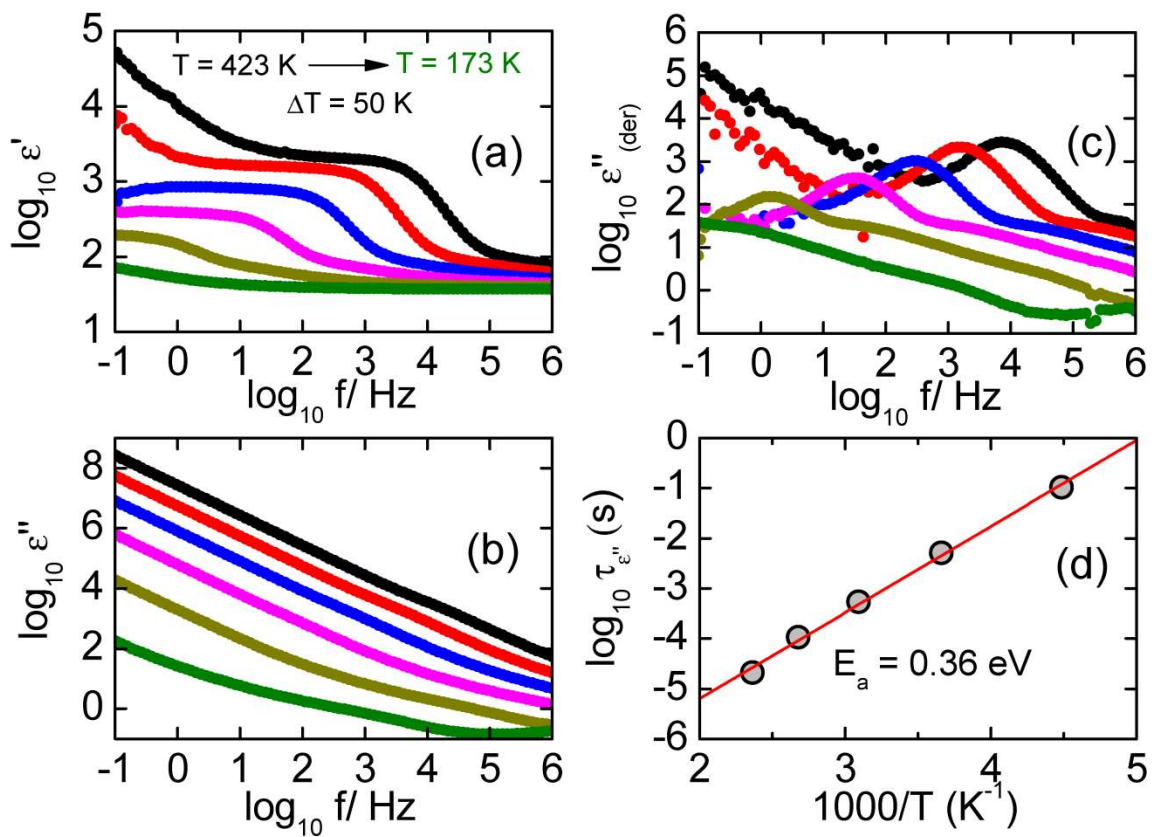 5
4
3
2
1
log₁₀ ε'
T = 423 K → T = 173 K
ΔT = 50 K
(a)
-1 0 1 2 3 4 5 6
log₁₀ f/ Hz
6
5
4
3
2
1
0
-1
log₁₀ ε''₍der₎
(c)
-1 0 1 2 3 4 5 6
log₁₀ f/ Hz
8
6
4
2
0
log₁₀ ε''
(b)
-1 0 1 2 3 4 5 6
log₁₀ f/ Hz
0
-1
-2
-3
-4
-5
-6
log₁₀ τ_ε'' (s)
(d)
Eₐ = 0.36 eV
2 3 4 5
1000/T (K⁻¹)